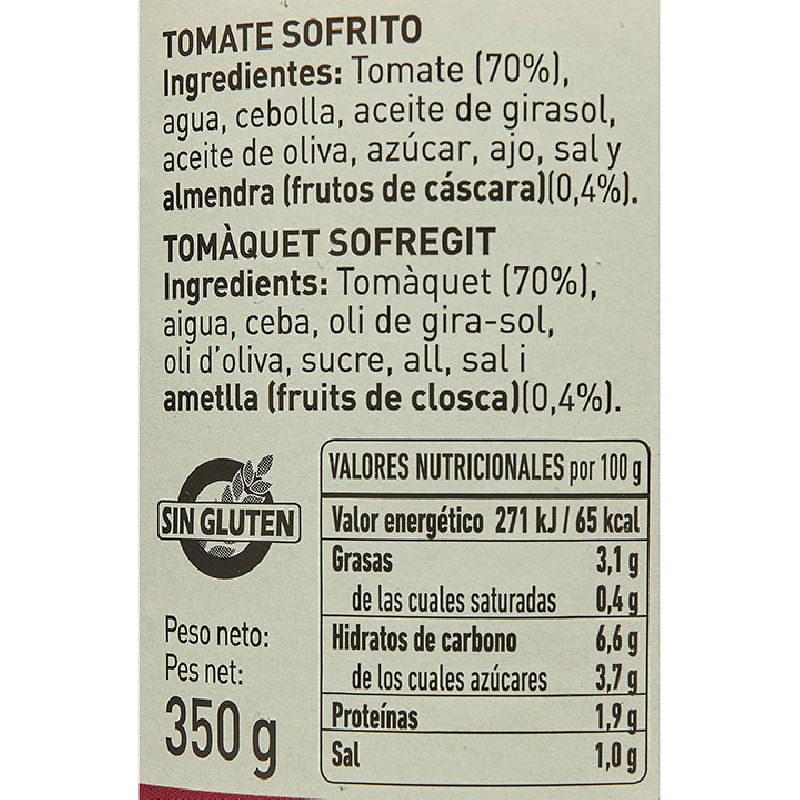 TOMATE SOFRITO
Ingredientes: Tomate (70%),
agua, cebolla, aceite de girasol,
aceite de oliva, azúcar, ajo, sal y
almendra (frutos de cáscara)(0,4%).
TOMÀQUET SOFREGIT
Ingredients: Tomàquet (70%),
aigua, ceba, oli de gira-sol,
oli d'oliva, sucre, all, sal i
ametlla (fruits de closca)(0,4%).
SIN GLUTEN
Peso neto:
Pes net:
350 g
VALORES NUTRICIONALES por 100 g
Valor energético 271 kJ / 65 kcal
Grasas 3,1 g
de las cuales saturadas 0,4 g
Hidratos de carbono 6,6 g
de los cuales azúcares 3,7 g
Proteínas 1,9 g
Sal 1,0 g